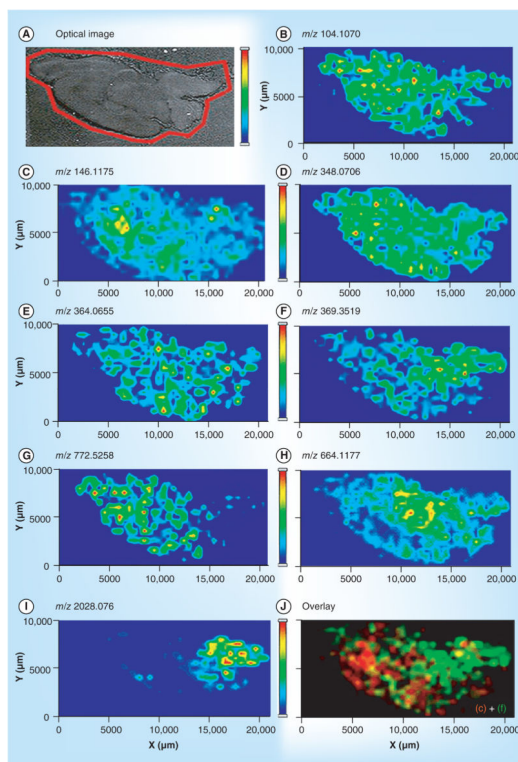 A Optical image
B m/z 104.1070
10,000
Y (µm)
5000
0
0 5000 10,000 15,000 20,000
C m/z 146.1175
10,000
Y (µm)
5000
0
0 5000 10,000 15,000 20,000
D m/z 348.0706
0 5000 10,000 15,000 20,000
E m/z 364.0655
10,000
Y (µm)
5000
0
0 5000 10,000 15,000 20,000
F m/z 369.3519
0 5000 10,000 15,000 20,000
G m/z 772.5258
10,000
Y (µm)
5000
0
0 5000 10,000 15,000 20,000
H m/z 664.1177
0 5000 10,000 15,000 20,000
I m/z 2028.076
10,000
Y (µm)
5000
0
0 5000 10,000 15,000 20,000
X (µm)
J Overlay
(c) + (f)
0 5000 10,000 15,000 20,000
X (µm)